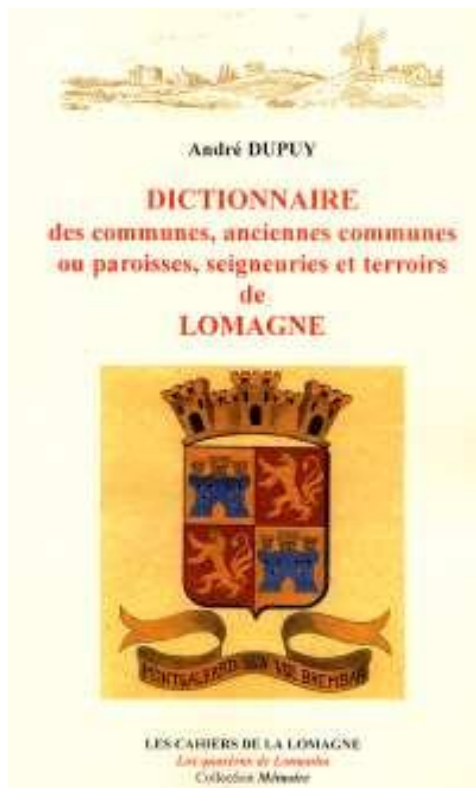 André DUPUY
DICTIONNAIRE
des communes, anciennes communes
ou paroisses, seigneuries et terroirs
de
LOMAGNE
LES CAHIERS DE LA LOMAGNE
Collection Mémoire